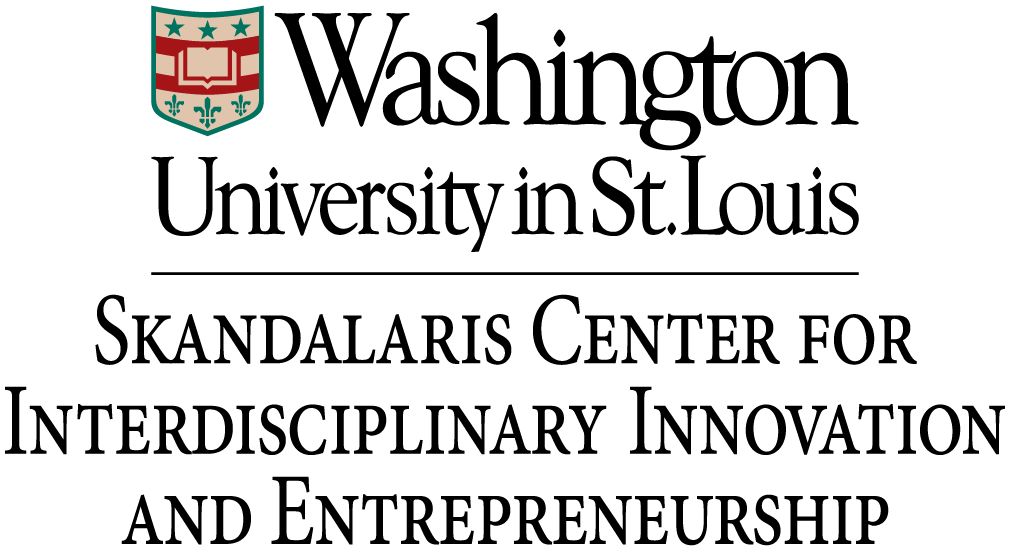 Washington
University in St. Louis
SKANDALARIS CENTER FOR
INTERDISCIPLINARY INNOVATION
AND ENTREPRENEURSHIP